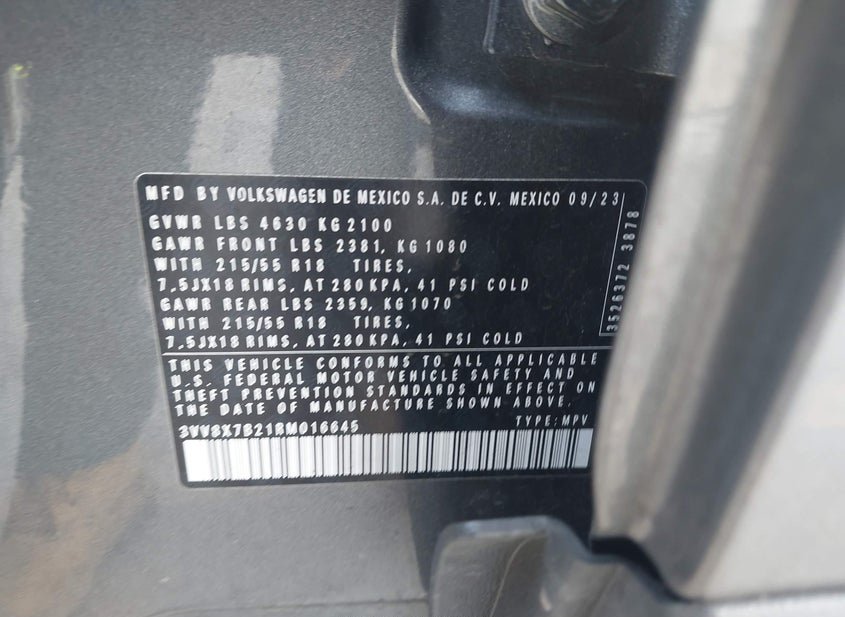 MFD BY VOLKSWAGEN DE MEXICO S.A. DE C.V. MEXICO 09/23
GVWR LBS 4630 KG 2100
GAWR FRONT LBS 2381, KG 1080
WITH 215/55 R18 TIRES,
7.5JX18 RIMS, AT 280 KPA, 41 PSI COLD
GAWR REAR LBS 2359, KG 1070
WITH 215/55 R18 TIRES,
7.5JX18 RIMS, AT 280 KPA, 41 PSI COLD
3526372 3878
THIS VEHICLE CONFORMS TO ALL APPLICABLE
U.S. FEDERAL MOTOR VEHICLE SAFETY AND
THEFT PREVENTION STANDARDS IN EFFECT ON
THE DATE OF MANUFACTURE SHOWN ABOVE.
3VV8X7B21RM016645 TYPE: MPV